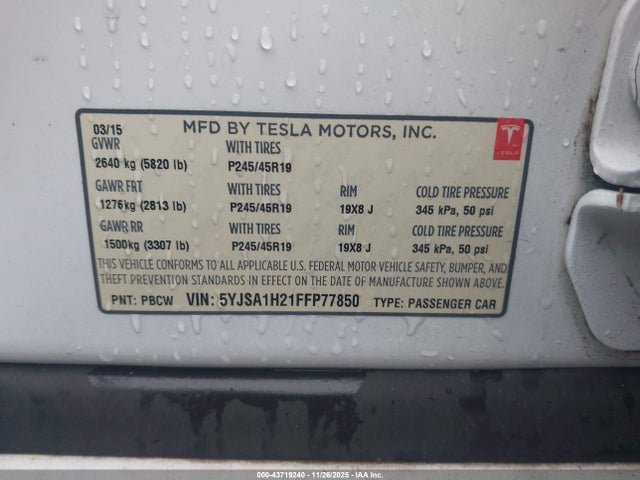 03/15 MFD BY TESLA MOTORS, INC.
TESLA
GVWR WITH TIRES
2640 kg (5820 lb) P245/45R19
GAWR FRT WITH TIRES RIM COLD TIRE PRESSURE
1276kg (2813 lb) P245/45R19 19X8 J 345 kPa, 50 psi
GAWR RR WITH TIRES RIM COLD TIRE PRESSURE
1500kg (3307 lb) P245/45R19 19X8 J 345 kPa, 50 psi
THIS VEHICLE CONFORMS TO ALL APPLICABLE U.S. FEDERAL MOTOR VEHICLE SAFETY, BUMPER, AND
THEFT PREVENTION STANDARDS IN EFFECT ON THE DATE OF MANUFACTURE SHOWN ABOVE.
PNT: PBCW VIN: 5YJSA1H21FFP77850 TYPE: PASSENGER CAR
000-43719240 - 11/26/2025 - IAA Inc.